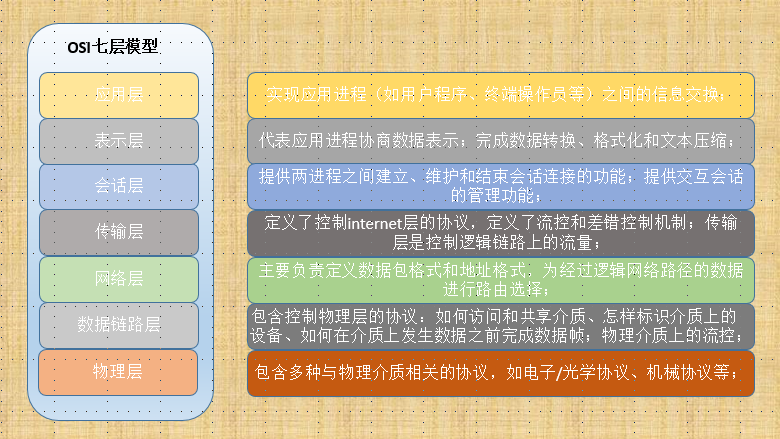 OSI七层模型
应用层
实现应用进程（如用户程序、终端操作员等）之间的信息交换；
表示层
代表应用进程协商数据表示；完成数据转换、格式化和文本压缩；
会话层
提供两进程之间建立、维护和结束会话连接的功能；提供交互会话
的管理功能；
传输层
定义了控制internet层的协议，定义了流控和差错控制机制；传输
层是控制逻辑链路上的流量；
网络层
主要负责定义数据包格式和地址格式．为经过逻辑网络路径的数据
进行路由选择；
数据链路层
包含控制物理层的协议：如何访问和共享介质、怎样标识介质上的
设备、如何在介质上发生数据之前完成数据帧；物理介质上的流控；
物理层
包含多种与物理介质相关的协议，如电子/光学协议、机械协议等；